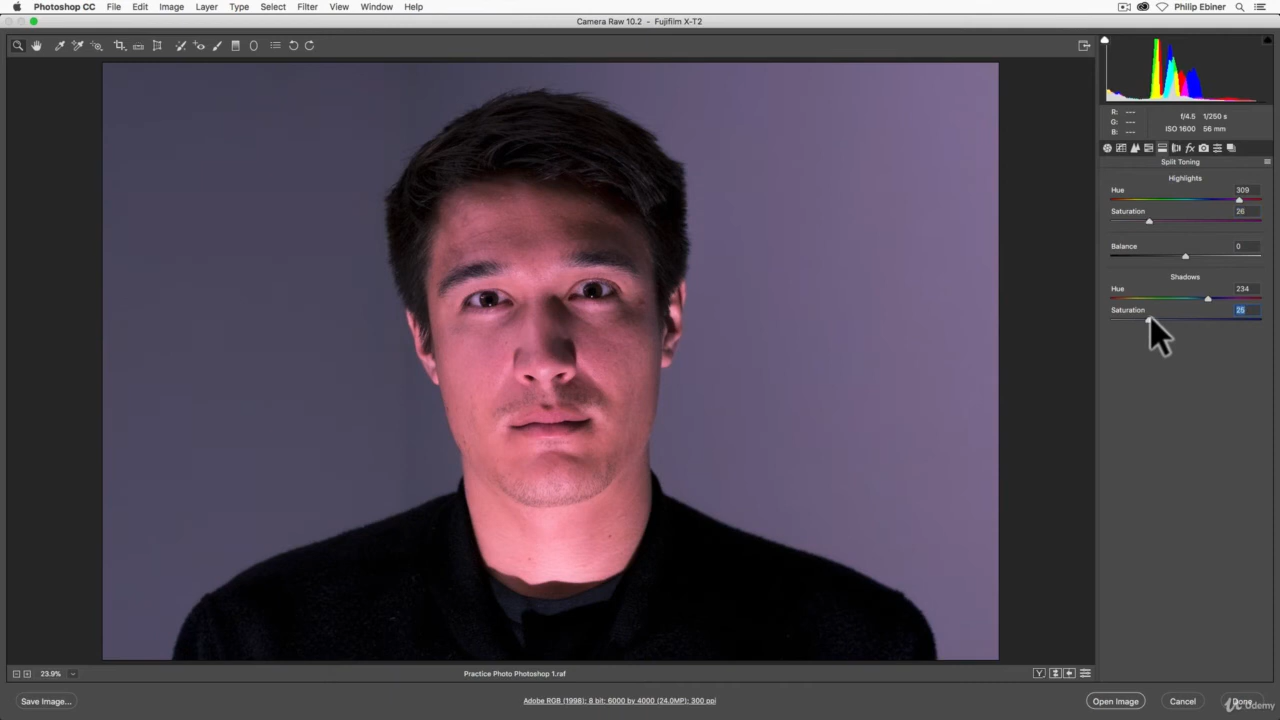 Photoshop CC File Edit Image Layer Type Select Filter View Window Help Philip Ebiner
Camera Raw 10.2 - Fujifilm X-T2
R: ---
G: ---
B: ---
f/4.5 1/250 s
ISO 1600 56 mm
fx
Split Toning
Highlights
Hue 309
Saturation 26
Balance 0
Shadows
Hue 234
Saturation 25
23.9%
Practice Photo Photoshop 1.raf
Y
Save Image...
Adobe RGB (1998); 8 bit; 6000 by 4000 (24.0MP); 300 ppi
Open Image Cancel Done
Udemy